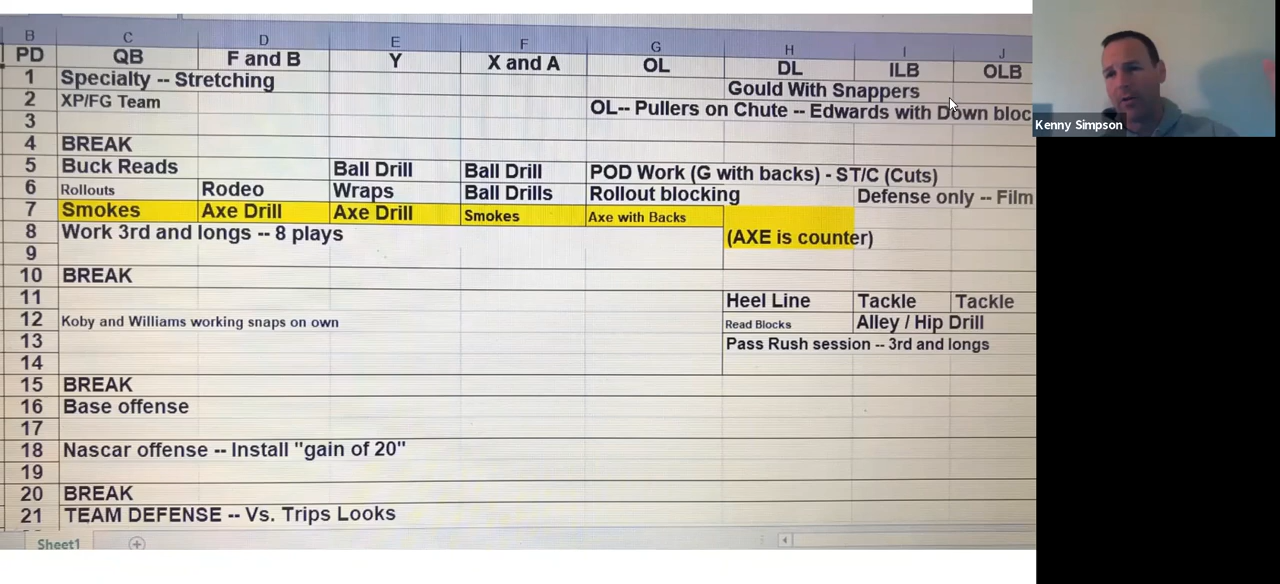 B C D E F G H I J
PD QB F and B Y X and A OL DL ILB OLB
1 Specialty -- Stretching Gould With Snappers
2 XP/FG Team OL-- Pullers on Chute -- Edwards with Down bloc
3
4 BREAK
5 Buck Reads Ball Drill Ball Drill POD Work (G with backs) - ST/C (Cuts)
6 Rollouts Rodeo Wraps Ball Drills Rollout blocking Defense only -- Film
7 Smokes Axe Drill Axe Drill Smokes Axe with Backs
8 Work 3rd and longs -- 8 plays (AXE is counter)
9
10 BREAK
11 Heel Line Tackle Tackle
12 Koby and Williams working snaps on own Read Blocks Alley / Hip Drill
13 Pass Rush session -- 3rd and longs
14
15 BREAK
16 Base offense
17
18 Nascar offense -- Install "gain of 20"
19
20 BREAK
21 TEAM DEFENSE -- Vs. Trips Looks
Sheet1
Kenny Simpson